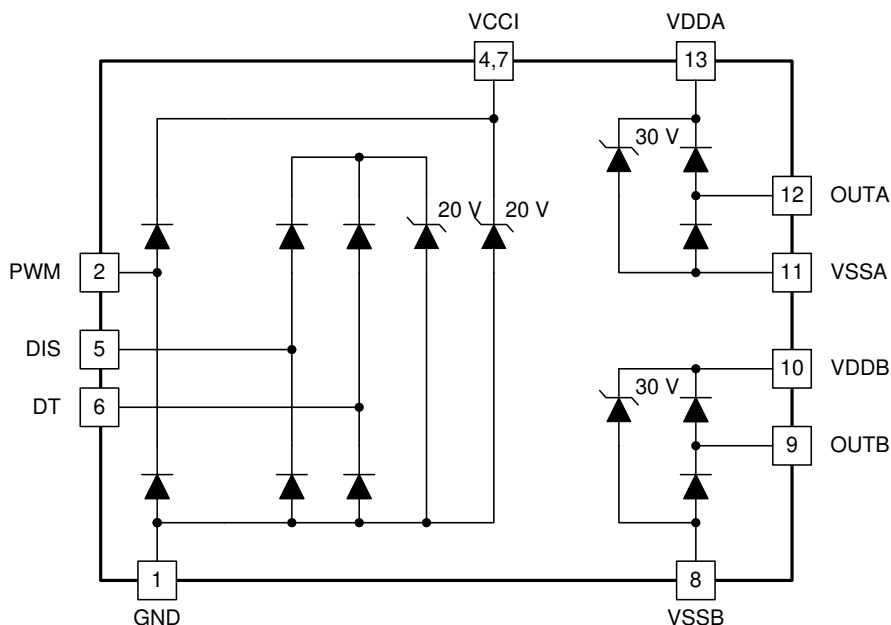 VCCI
VDDA
4,7
13
30 V
20 V
20 V
12
OUTA
PWM
2
11
VSSA
DIS
5
10
VDDB
30 V
DT
6
9
OUTB
1
8
GND
VSSB